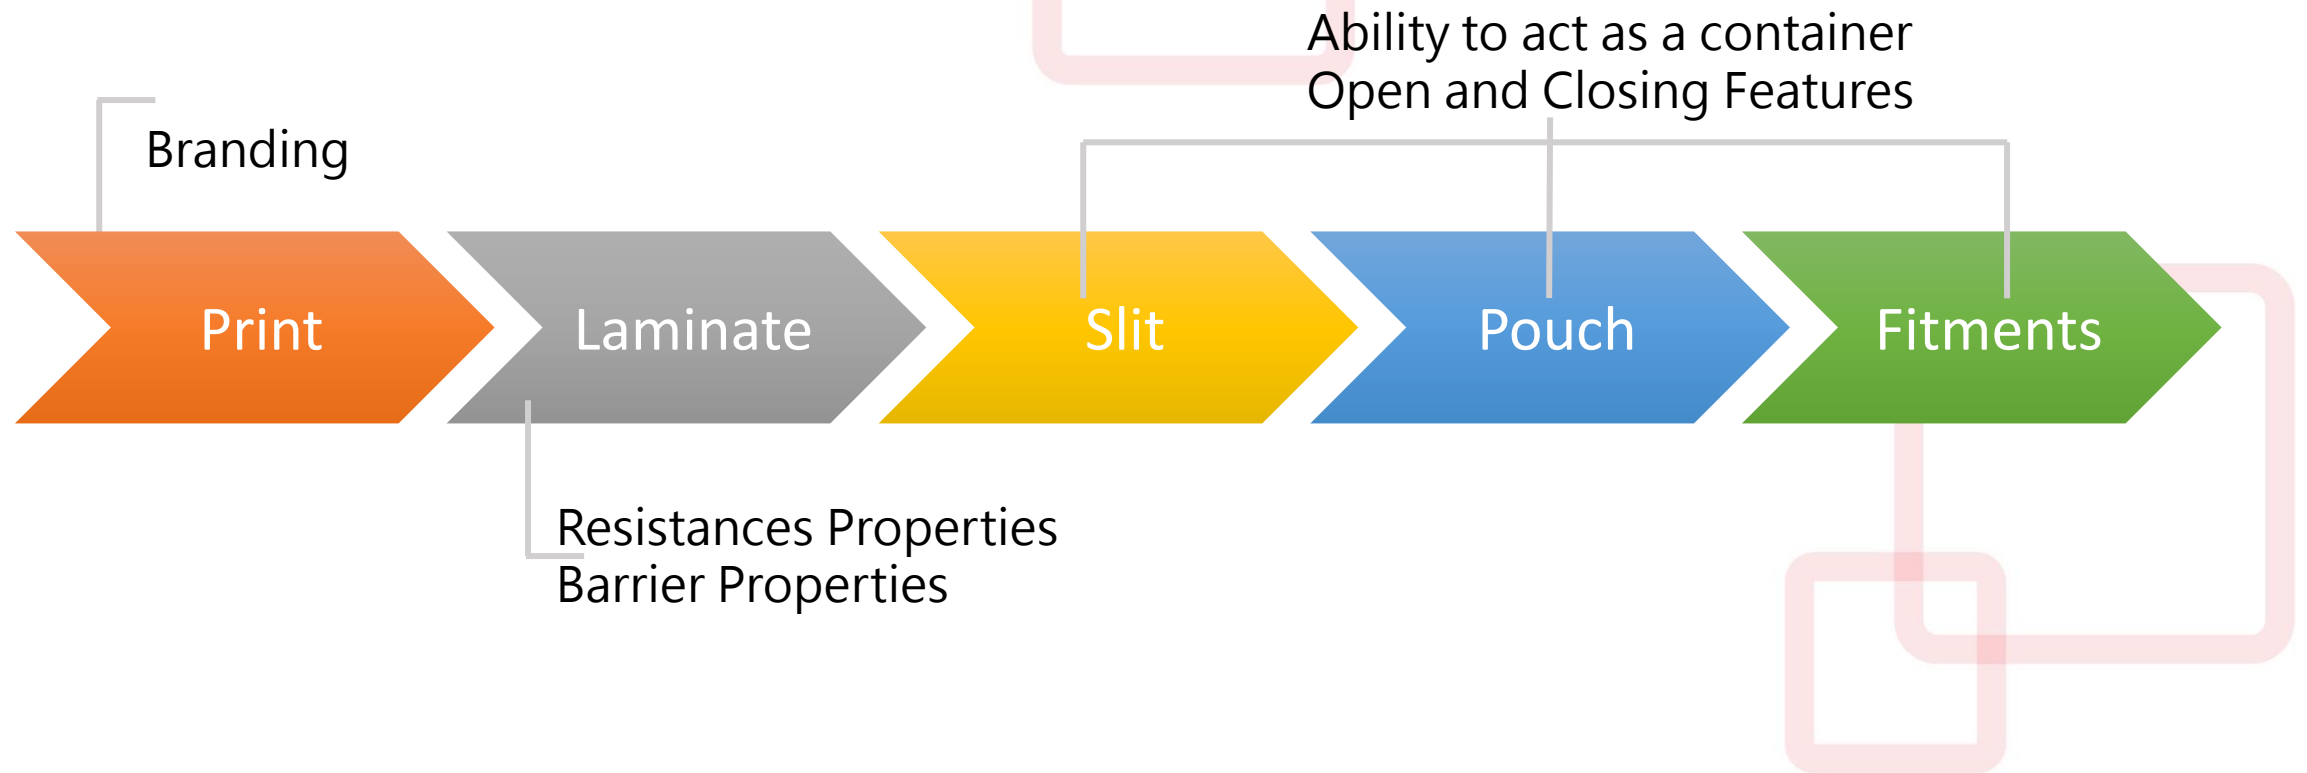 Ability to act as a container
Open and Closing Features
Branding
Print
Laminate
Slit
Pouch
Fitments
Resistances Properties
Barrier Properties